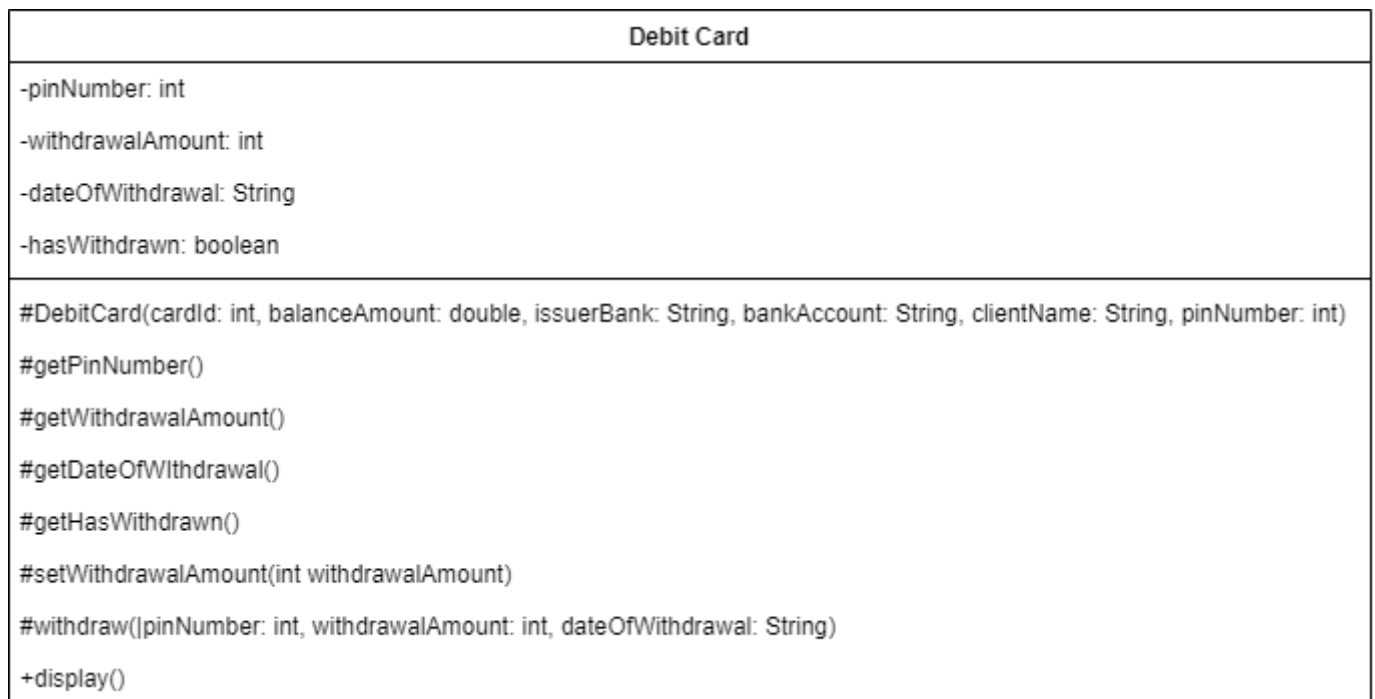 Debit Card
-pinNumber: int
-withdrawalAmount: int
-dateOfWithdrawal: String
-hasWithdrawn: boolean
#DebitCard(cardId: int, balanceAmount: double, issuerBank: String, bankAccount: String, clientName: String, pinNumber: int)
#getPinNumber()
#getWithdrawalAmount()
#getDateOfWIthdrawal()
#getHasWithdrawn()
#setWithdrawalAmount(int withdrawalAmount)
#withdraw(|pinNumber: int, withdrawalAmount: int, dateOfWithdrawal: String)
+display()